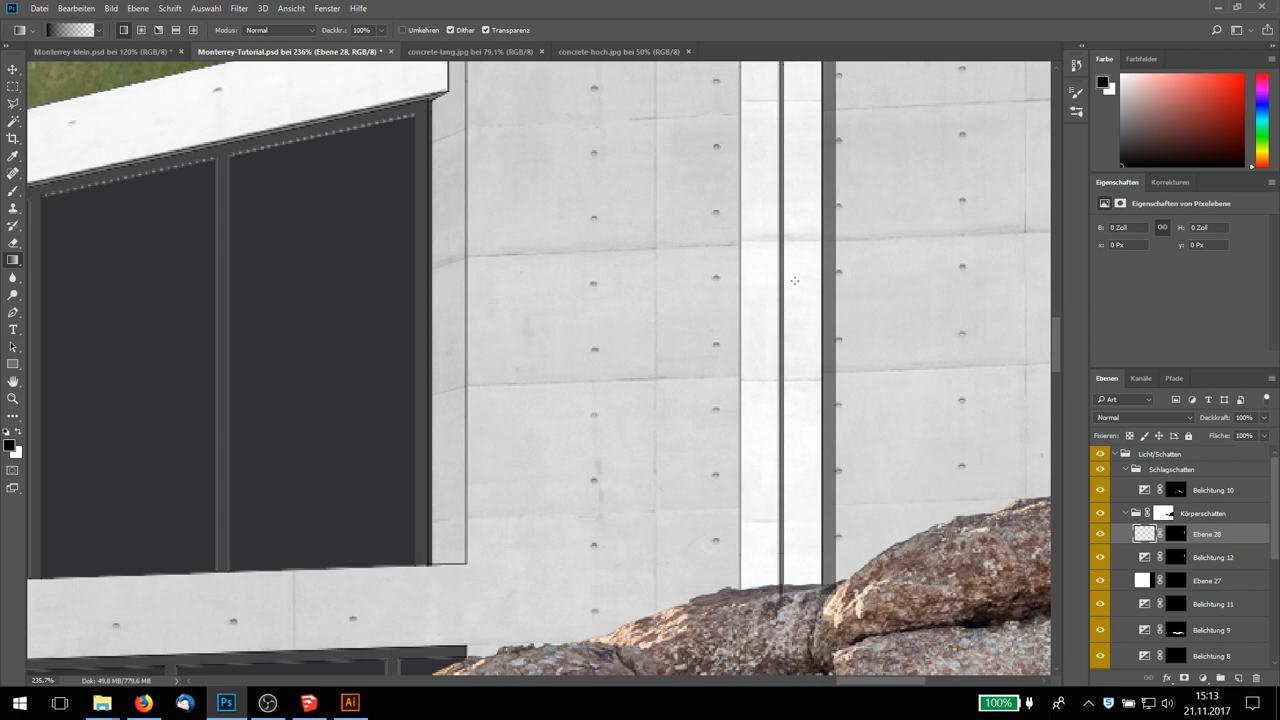 Ps Datei Bearbeiten Bild Ebene Schrift Auswahl Filter 3D Ansicht Fenster Hilfe
Modus: Normal Deckkr.: 100% Umkehren Dither Transparenz
Monterrey-klein.psd bei 120% (RGB/8) * × Monterrey-Tutorial.psd bei 236% (Ebene 28, RGB/8) * × concrete-lang.jpg bei 79,1% (RGB/8) × concrete-hoch.jpg bei 50% (RGB/8) ×
Farbe Farbfelder
Eigenschaften Korrekturen
Eigenschaften von Pixelebene
B: 0 Zoll H: 0 Zoll
x: 0 Px y: 0 Px
Ebenen Kanäle Pfade
Art
Normal Deckkraft: 100%
Fixieren: Fläche: 100%
Licht/Schatten
Schlagschatten
Belichtung 10
Körperschatten
Ebene 28
Belichtung 12
Ebene 27
Belichtung 11
Belichtung 9
Belichtung 8
235,7% Dok: 49,8 MB/779,6 MB
Ps Ai 100% 15:13
21.11.2017